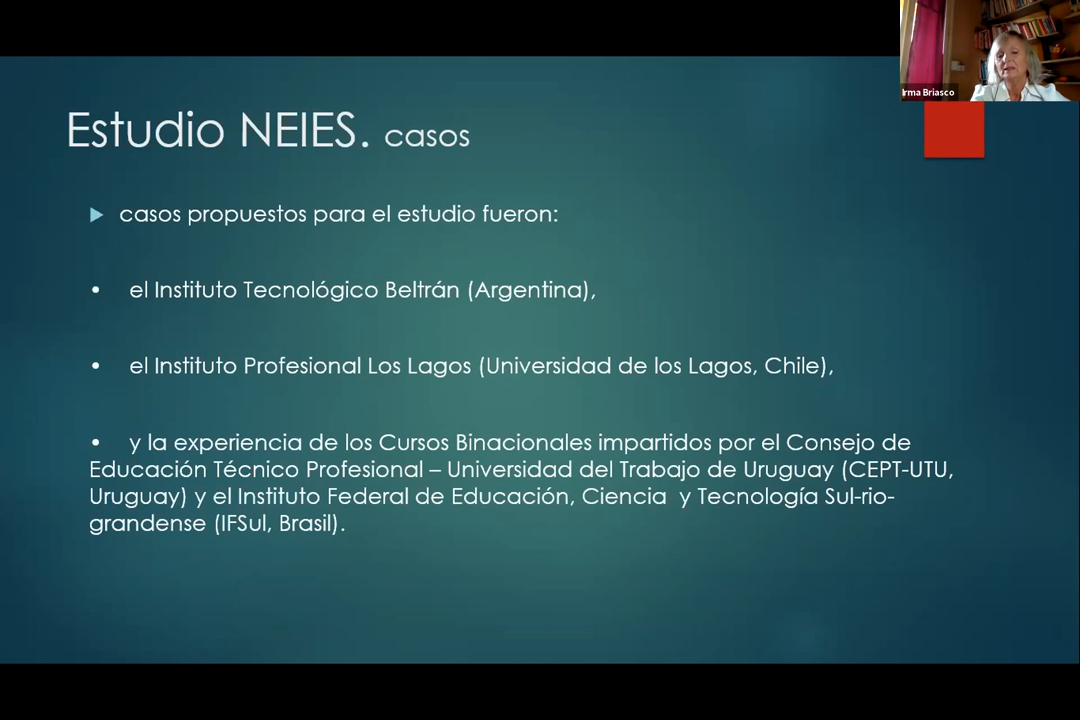 Irma Briasco
Estudio NEIES. casos
casos propuestos para el estudio fueron:
• el Instituto Tecnológico Beltrán (Argentina),
• el Instituto Profesional Los Lagos (Universidad de los Lagos, Chile),
• y la experiencia de los Cursos Binacionales impartidos por el Consejo de
Educación Técnico Profesional – Universidad del Trabajo de Uruguay (CEPT-UTU,
Uruguay) y el Instituto Federal de Educación, Ciencia y Tecnología Sul-rio-
grandense (IFSul, Brasil).